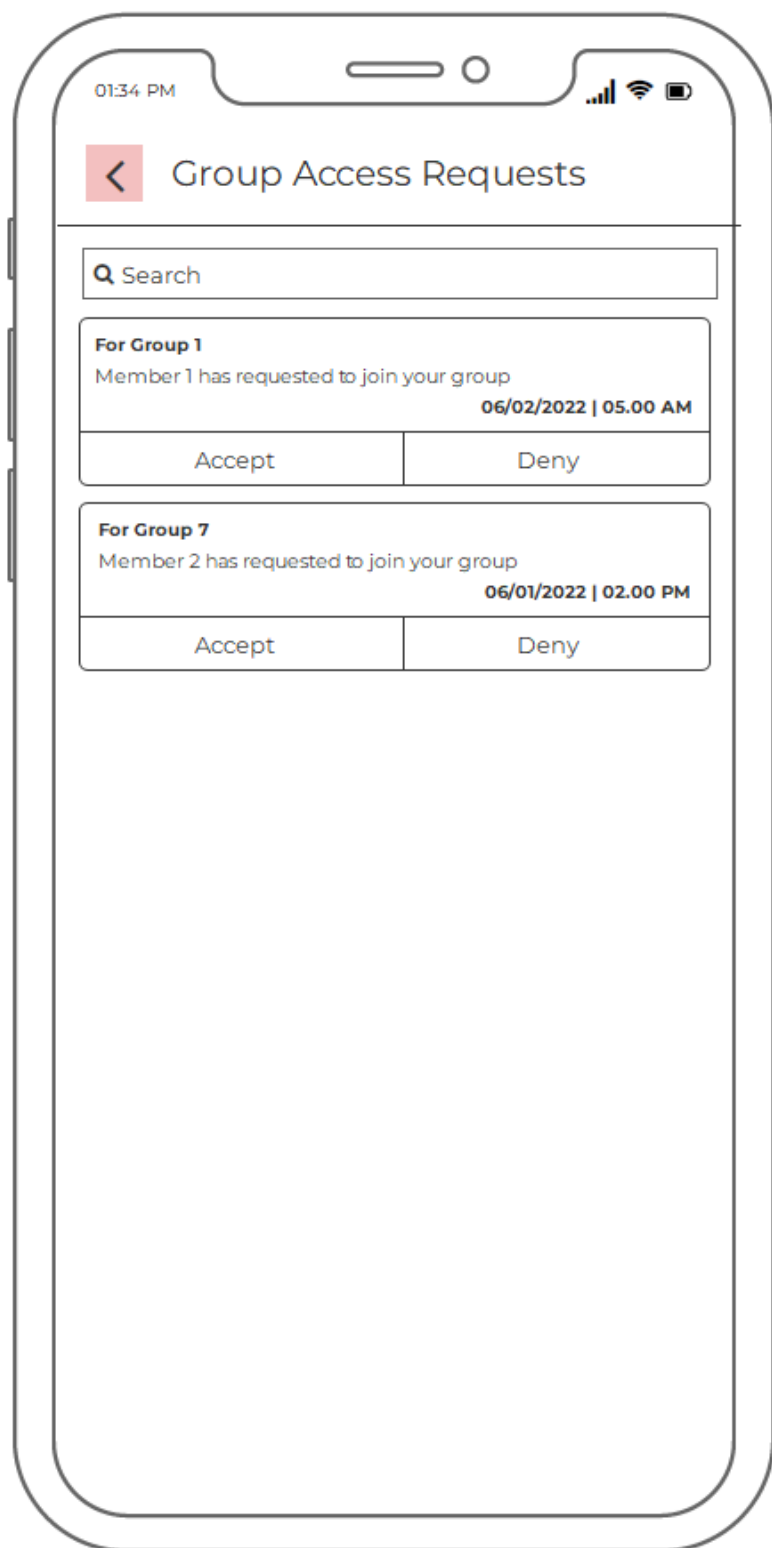 01:34 PM
Group Access Requests
Search
For Group 1
Member 1 has requested to join your group
06/02/2022 | 05.00 AM
Accept Deny
For Group 7
Member 2 has requested to join your group
06/01/2022 | 02.00 PM
Accept Deny